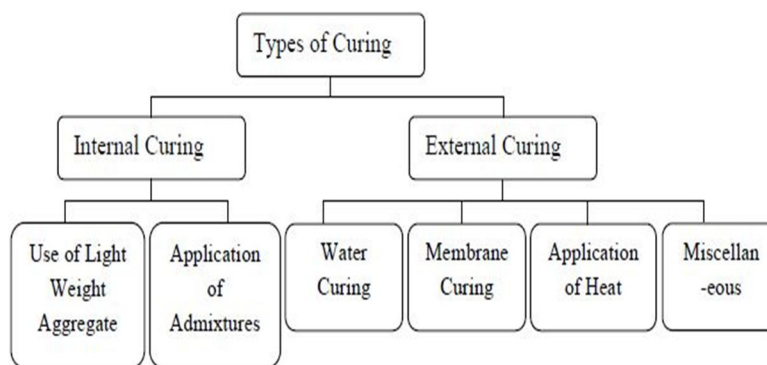 Types of Curing
Internal Curing
External Curing
Use of Light
Weight
Aggregate
Application
of
Admixtures
Water
Curing
Membrane
Curing
Application
of Heat
Miscellan
-eous